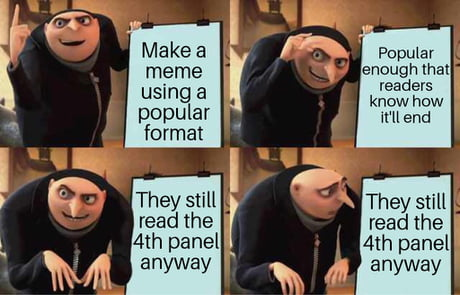 Make a
meme
using a
popular
format
Popular
enough that
readers
know how
it'll end
They still
read the
4th panel
anyway
They still
read the
4th panel
anyway